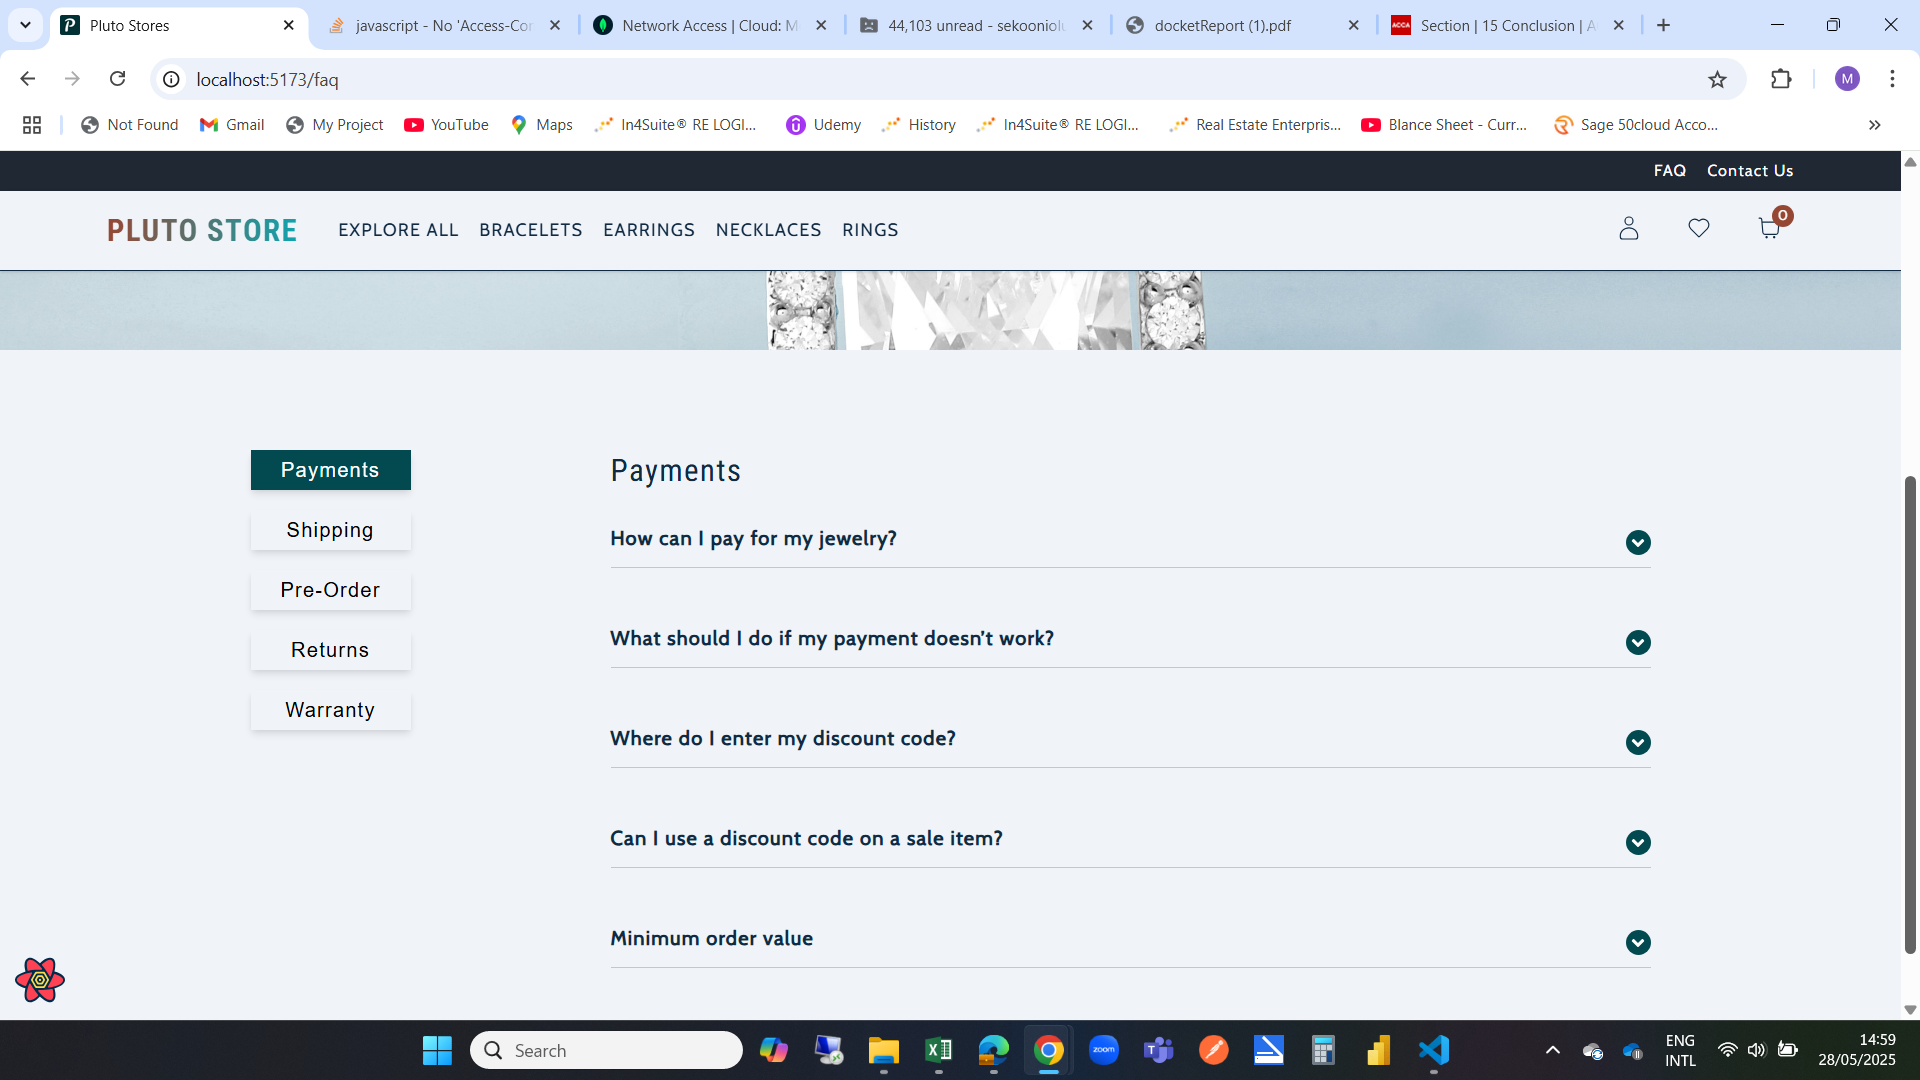 Pluto Stores
javascript - No 'Access-Cor
Network Access | Cloud: M
44,103 unread - sekooniolu
docketReport (1).pdf
Section | 15 Conclusion | A
ACCA
localhost:5173/faq
M
Not Found
Gmail
My Project
YouTube
Maps
In4Suite® RE LOGI...
Udemy
History
In4Suite® RE LOGI...
Real Estate Enterpris...
Blance Sheet - Curr...
Sage 50cloud Acco...
FAQ
Contact Us
PLUTO STORE
EXPLORE ALL
BRACELETS
EARRINGS
NECKLACES
RINGS
0
Payments
Shipping
Pre-Order
Returns
Warranty
Payments
How can I pay for my jewelry?
What should I do if my payment doesn't work?
Where do I enter my discount code?
Can I use a discount code on a sale item?
Minimum order value
Search
zoom
ENG
INTL
14:59
28/05/2025